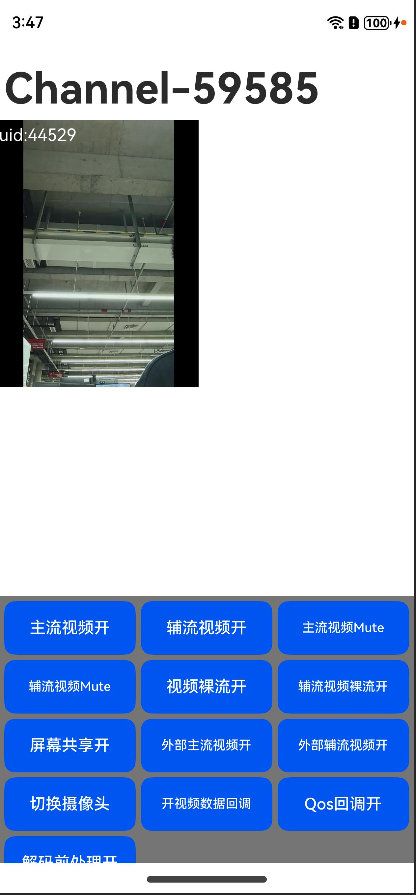 3:47
100
Channel-59585
uid:44529
主流视频开
辅流视频开
主流视频Mute
辅流视频Mute
视频裸流开
辅流视频裸流开
屏幕共享开
外部主流视频开
外部辅流视频开
切换摄像头
开视频数据回调
Qos回调开
解码前处理开